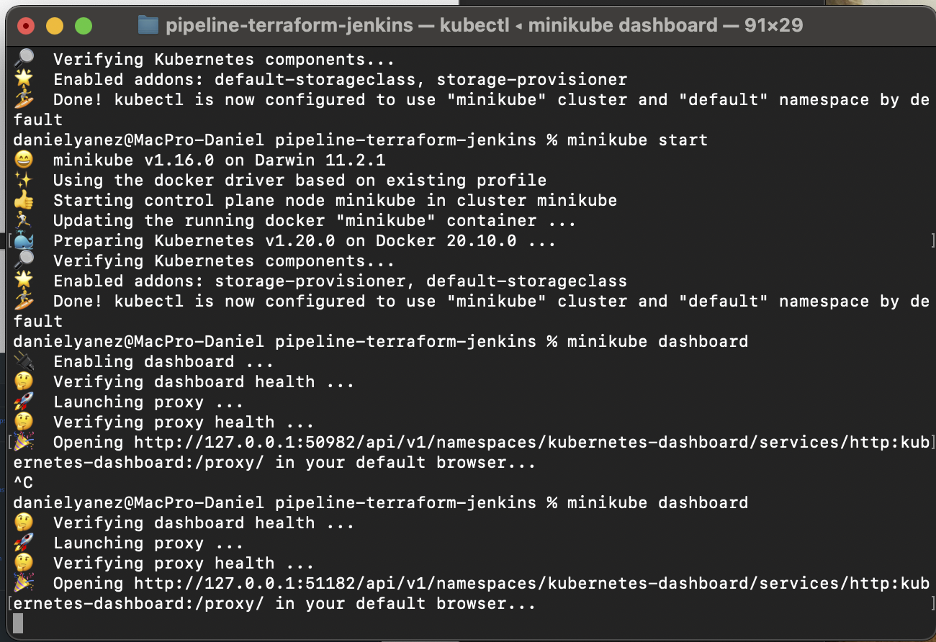 pipeline-terraform-jenkins — kubectl ◂ minikube dashboard — 91×29
🔎  Verifying Kubernetes components...
🌟  Enabled addons: default-storageclass, storage-provisioner
🏄  Done! kubectl is now configured to use "minikube" cluster and "default" namespace by de
fault
danielyanez@MacPro-Daniel pipeline-terraform-jenkins % minikube start
😄  minikube v1.16.0 on Darwin 11.2.1
✨  Using the docker driver based on existing profile
👍  Starting control plane node minikube in cluster minikube
🏃  Updating the running docker "minikube" container ...
[🐳  Preparing Kubernetes v1.20.0 on Docker 20.10.0 ... ]
🔎  Verifying Kubernetes components...
🌟  Enabled addons: storage-provisioner, default-storageclass
🏄  Done! kubectl is now configured to use "minikube" cluster and "default" namespace by de
fault
danielyanez@MacPro-Daniel pipeline-terraform-jenkins % minikube dashboard
🔌  Enabling dashboard ...
🤔  Verifying dashboard health ...
🚀  Launching proxy ...
🤔  Verifying proxy health ...
[🎉  Opening http://127.0.0.1:50982/api/v1/namespaces/kubernetes-dashboard/services/http:kub]
ernetes-dashboard:/proxy/ in your default browser...
^C
danielyanez@MacPro-Daniel pipeline-terraform-jenkins % minikube dashboard
🤔  Verifying dashboard health ...
🚀  Launching proxy ...
🤔  Verifying proxy health ...
🎉  Opening http://127.0.0.1:51182/api/v1/namespaces/kubernetes-dashboard/services/http:kub
[ernetes-dashboard:/proxy/ in your default browser... ]